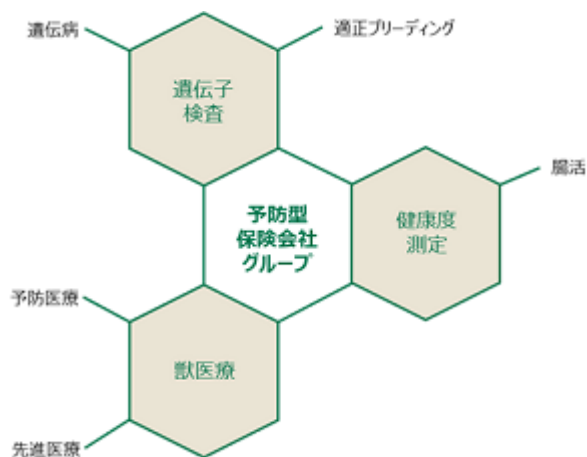 遺伝病
適正ブリーディング
遺伝子
検査
腸活
予防型
保険会社
グループ
健康度
測定
予防医療
獣医療
先進医療